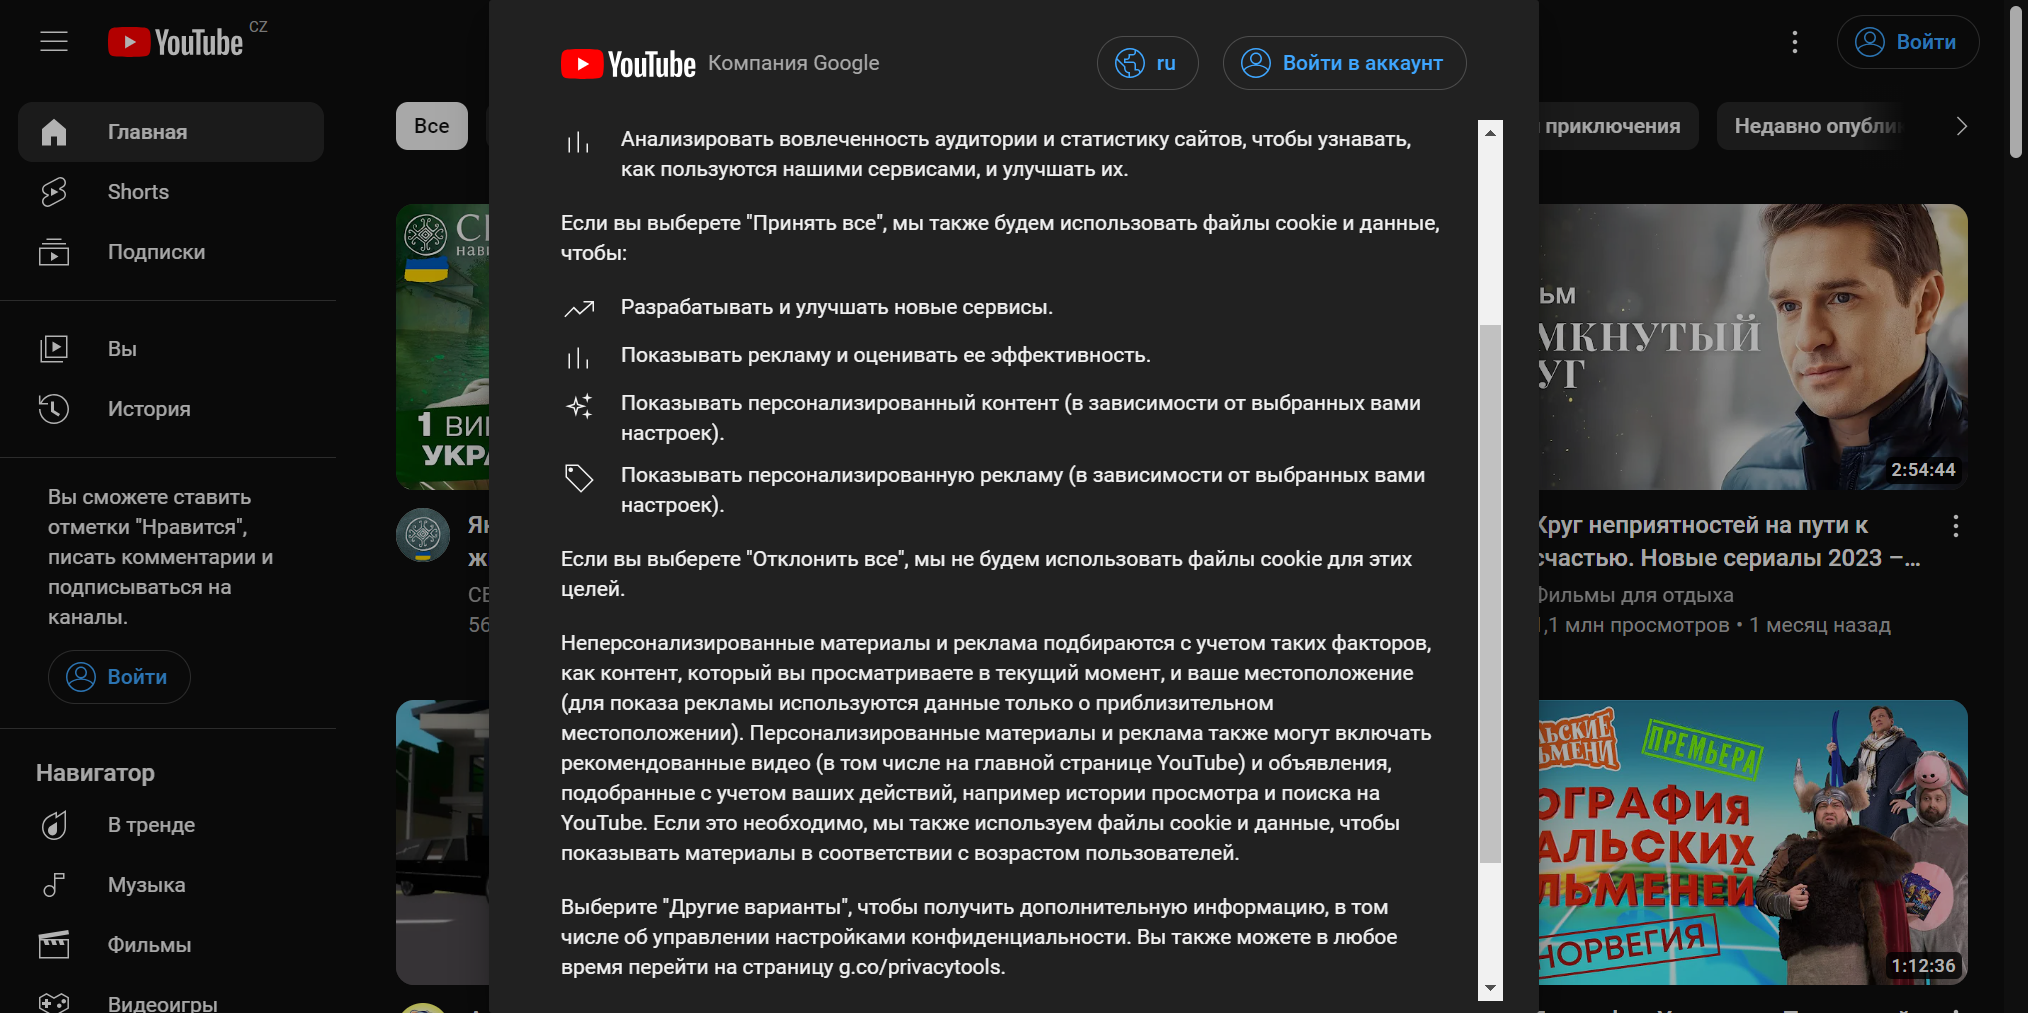 YouTube CZ
Войти
Главная
Shorts
Подписки
Вы
История
Вы сможете ставить
отметки "Нравится",
писать комментарии и
подписываться на
каналы.
Войти
Навигатор
В тренде
Музыка
Фильмы
Видеоигры
Все
YouTube Компания Google
ru
Войти в аккаунт
Анализировать вовлеченность аудитории и статистику сайтов, чтобы узнавать,
как пользуются нашими сервисами, и улучшать их.
Если вы выберете "Принять все", мы также будем использовать файлы cookie и данные,
чтобы:
Разрабатывать и улучшать новые сервисы.
Показывать рекламу и оценивать ее эффективность.
Показывать персонализированный контент (в зависимости от выбранных вами
настроек).
Показывать персонализированную рекламу (в зависимости от выбранных вами
настроек).
Если вы выберете "Отклонить все", мы не будем использовать файлы cookie для этих
целей.
Неперсонализированные материалы и реклама подбираются с учетом таких факторов,
как контент, который вы просматриваете в текущий момент, и ваше местоположение
(для показа рекламы используются данные только о приблизительном
местоположении). Персонализированные материалы и реклама также могут включать
рекомендованные видео (в том числе на главной странице YouTube) и объявления,
подобранные с учетом ваших действий, например истории просмотра и поиска на
YouTube. Если это необходимо, мы также используем файлы cookie и данные, чтобы
показывать материалы в соответствии с возрастом пользователей.
Выберите "Другие варианты", чтобы получить дополнительную информацию, в том
числе об управлении настройками конфиденциальности. Вы также можете в любое
время перейти на страницу g.co/privacytools.
приключения
Недавно опубли
ЬМ
МКНУТЫЙ
УГ
2:54:44
Круг неприятностей на пути к
счастью. Новые сериалы 2023 –...
Фильмы для отдыха
1,1 млн просмотров • 1 месяц назад
ПРЕМЬЕРА
ОГРАФИЯ
АЛЬСКИХ
ЛЬМЕНЕЙ
НОРВЕГИЯ
1:12:36
1 ВИ
УКРА
56